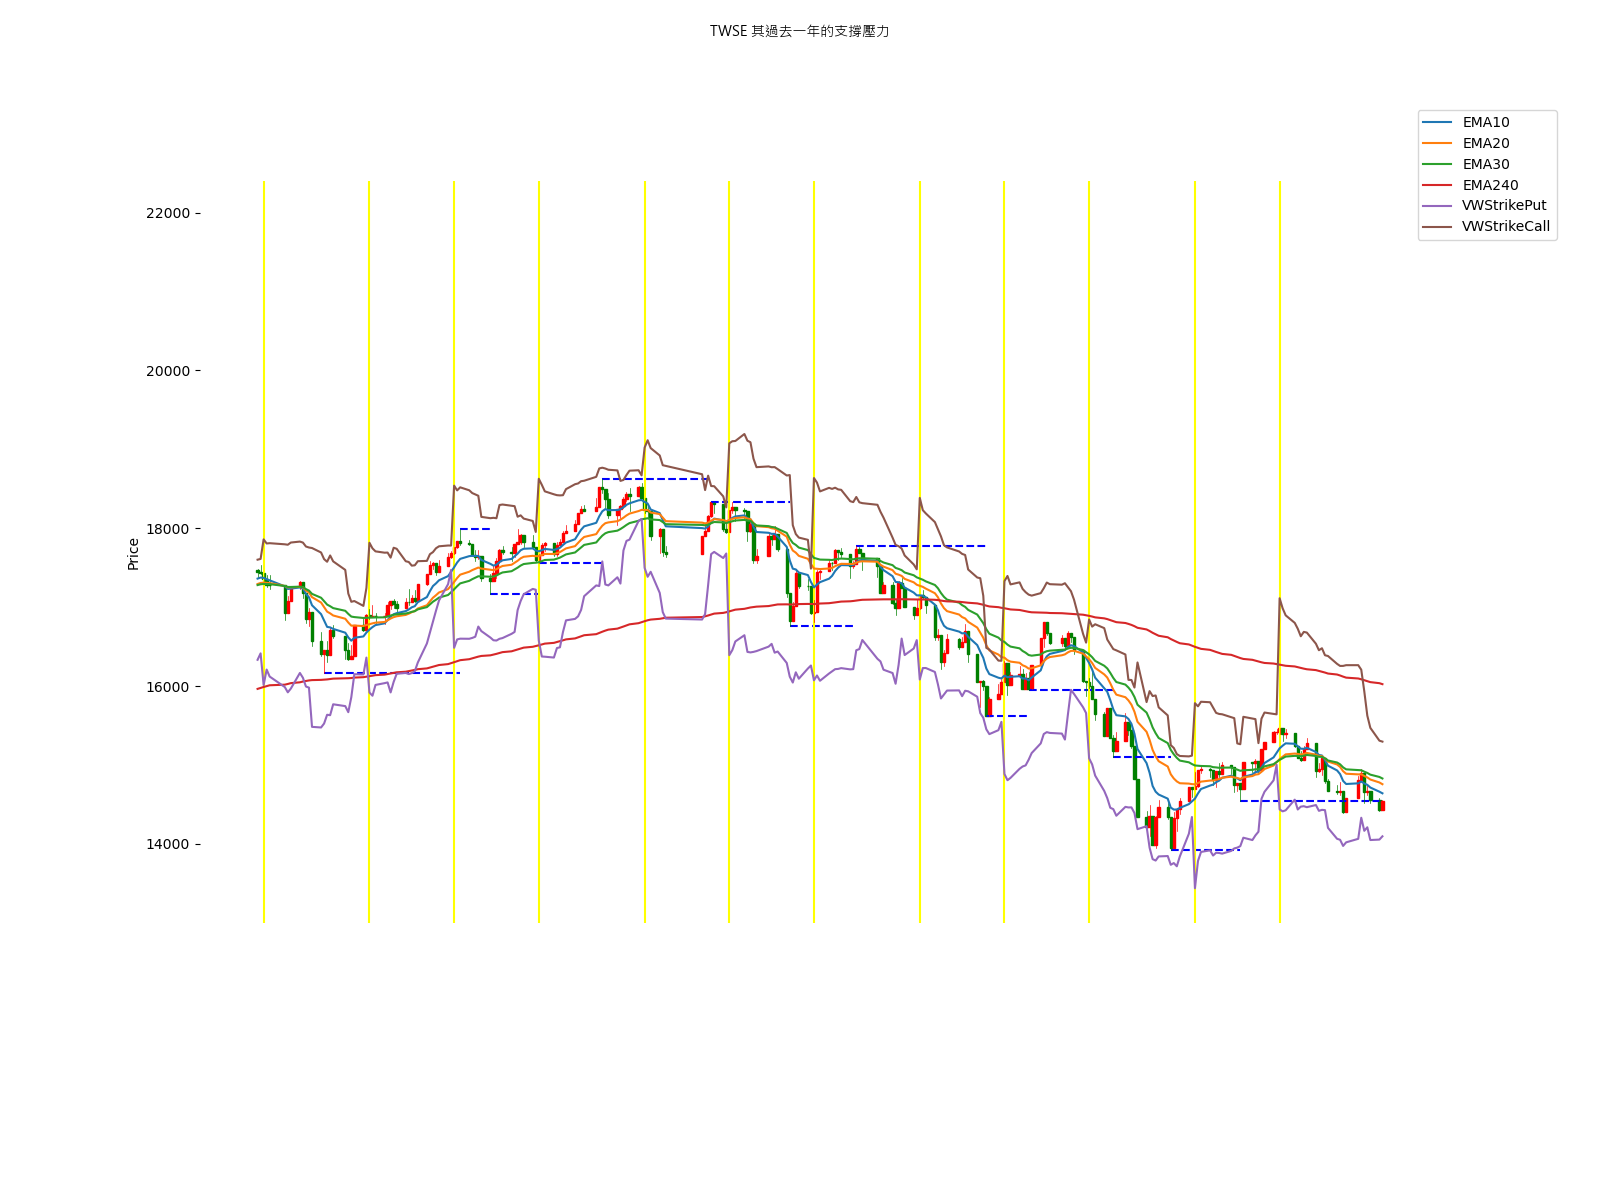 TWSE 其過去一年的支撐壓力
EMA10
EMA20
EMA30
EMA240
VWStrikePut
VWStrikeCall
22000
20000
18000
16000
14000
Price